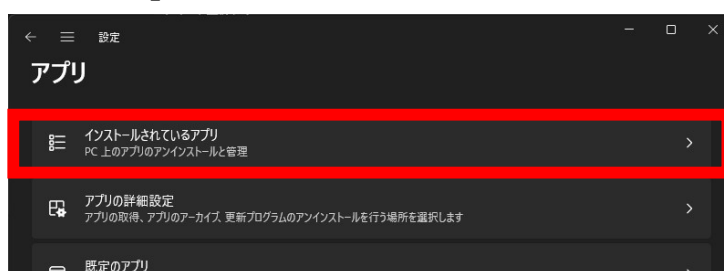 設定
アプリ
インストールされているアプリ
PC 上のアプリのアンインストールと管理
アプリの詳細設定
アプリの取得、アプリのアーカイブ、更新プログラムのアンインストールを行う場所を選択します
既定のアプリ